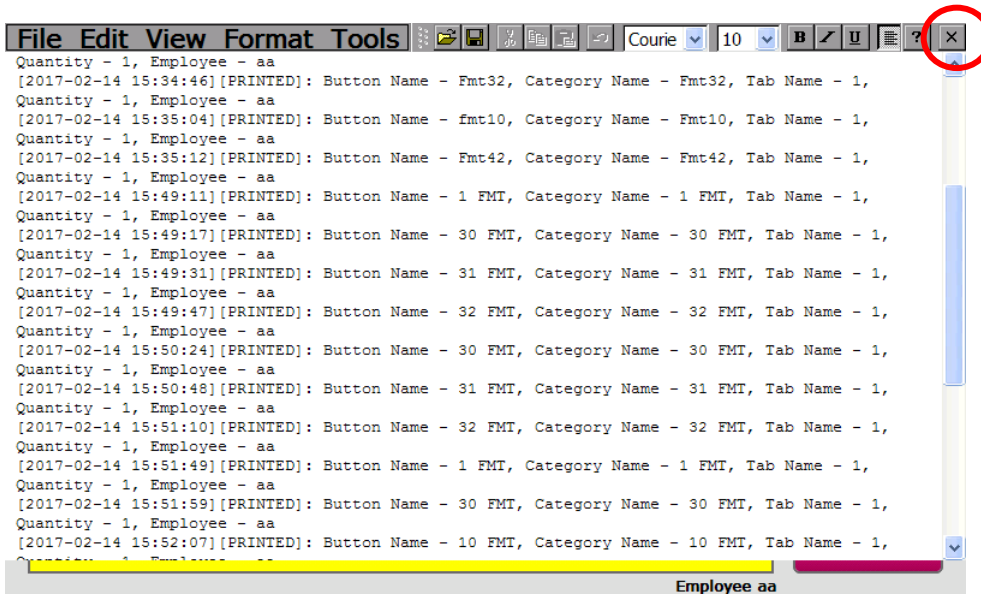 File Edit View Format Tools Courie 10 B I U ? ×
Quantity - 1, Employee - aa
[2017-02-14 15:34:46][PRINTED]: Button Name - Fmt32, Category Name - Fmt32, Tab Name - 1,
Quantity - 1, Employee - aa
[2017-02-14 15:35:04][PRINTED]: Button Name - fmt10, Category Name - Fmt10, Tab Name - 1,
Quantity - 1, Employee - aa
[2017-02-14 15:35:12][PRINTED]: Button Name - Fmt42, Category Name - Fmt42, Tab Name - 1,
Quantity - 1, Employee - aa
[2017-02-14 15:49:11][PRINTED]: Button Name - 1 FMT, Category Name - 1 FMT, Tab Name - 1,
Quantity - 1, Employee - aa
[2017-02-14 15:49:17][PRINTED]: Button Name - 30 FMT, Category Name - 30 FMT, Tab Name - 1,
Quantity - 1, Employee - aa
[2017-02-14 15:49:31][PRINTED]: Button Name - 31 FMT, Category Name - 31 FMT, Tab Name - 1,
Quantity - 1, Employee - aa
[2017-02-14 15:49:47][PRINTED]: Button Name - 32 FMT, Category Name - 32 FMT, Tab Name - 1,
Quantity - 1, Employee - aa
[2017-02-14 15:50:24][PRINTED]: Button Name - 30 FMT, Category Name - 30 FMT, Tab Name - 1,
Quantity - 1, Employee - aa
[2017-02-14 15:50:48][PRINTED]: Button Name - 31 FMT, Category Name - 31 FMT, Tab Name - 1,
Quantity - 1, Employee - aa
[2017-02-14 15:51:10][PRINTED]: Button Name - 32 FMT, Category Name - 32 FMT, Tab Name - 1,
Quantity - 1, Employee - aa
[2017-02-14 15:51:49][PRINTED]: Button Name - 1 FMT, Category Name - 1 FMT, Tab Name - 1,
Quantity - 1, Employee - aa
[2017-02-14 15:51:59][PRINTED]: Button Name - 30 FMT, Category Name - 30 FMT, Tab Name - 1,
Quantity - 1, Employee - aa
[2017-02-14 15:52:07][PRINTED]: Button Name - 10 FMT, Category Name - 10 FMT, Tab Name - 1,
Employee aa